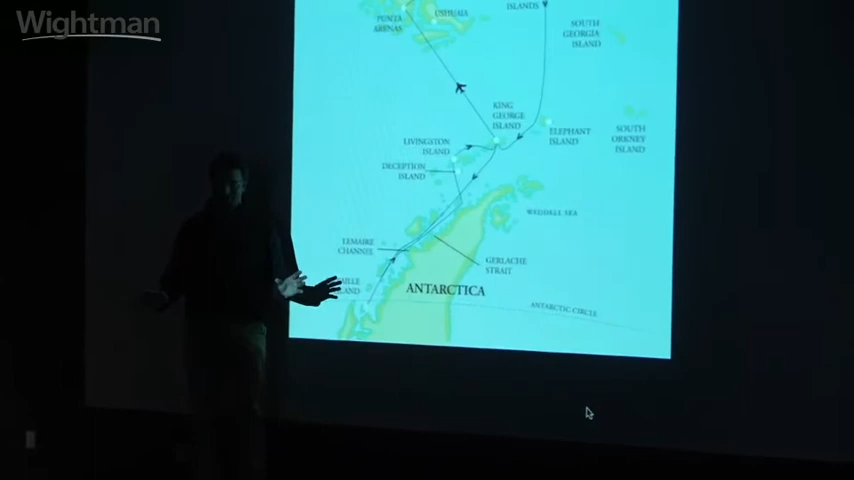 Wightman
ISLANDS
USHUAIA
PUNTA
ARENAS
SOUTH
GEORGIA
ISLAND
KING
GEORGE
ISLAND
ELEPHANT
ISLAND
SOUTH
ORKNEY
ISLAND
LIVINGSTON
ISLAND
DECEPTION
ISLAND
WEDDELL SEA
LEMAIRE
CHANNEL
GERLACHE
STRAIT
ANTARCTICA
ANTARCTIC CIRCLE